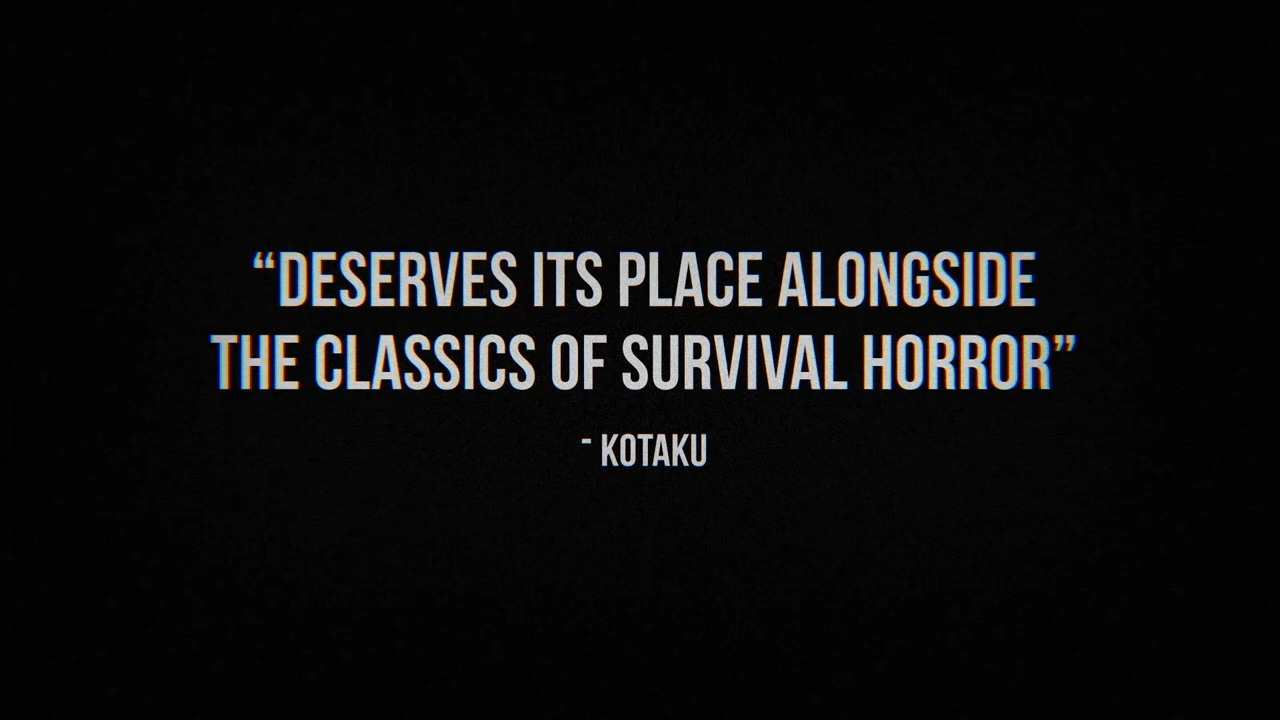 “DESERVES ITS PLACE ALONGSIDE
THE CLASSICS OF SURVIVAL HORROR”
- KOTAKU